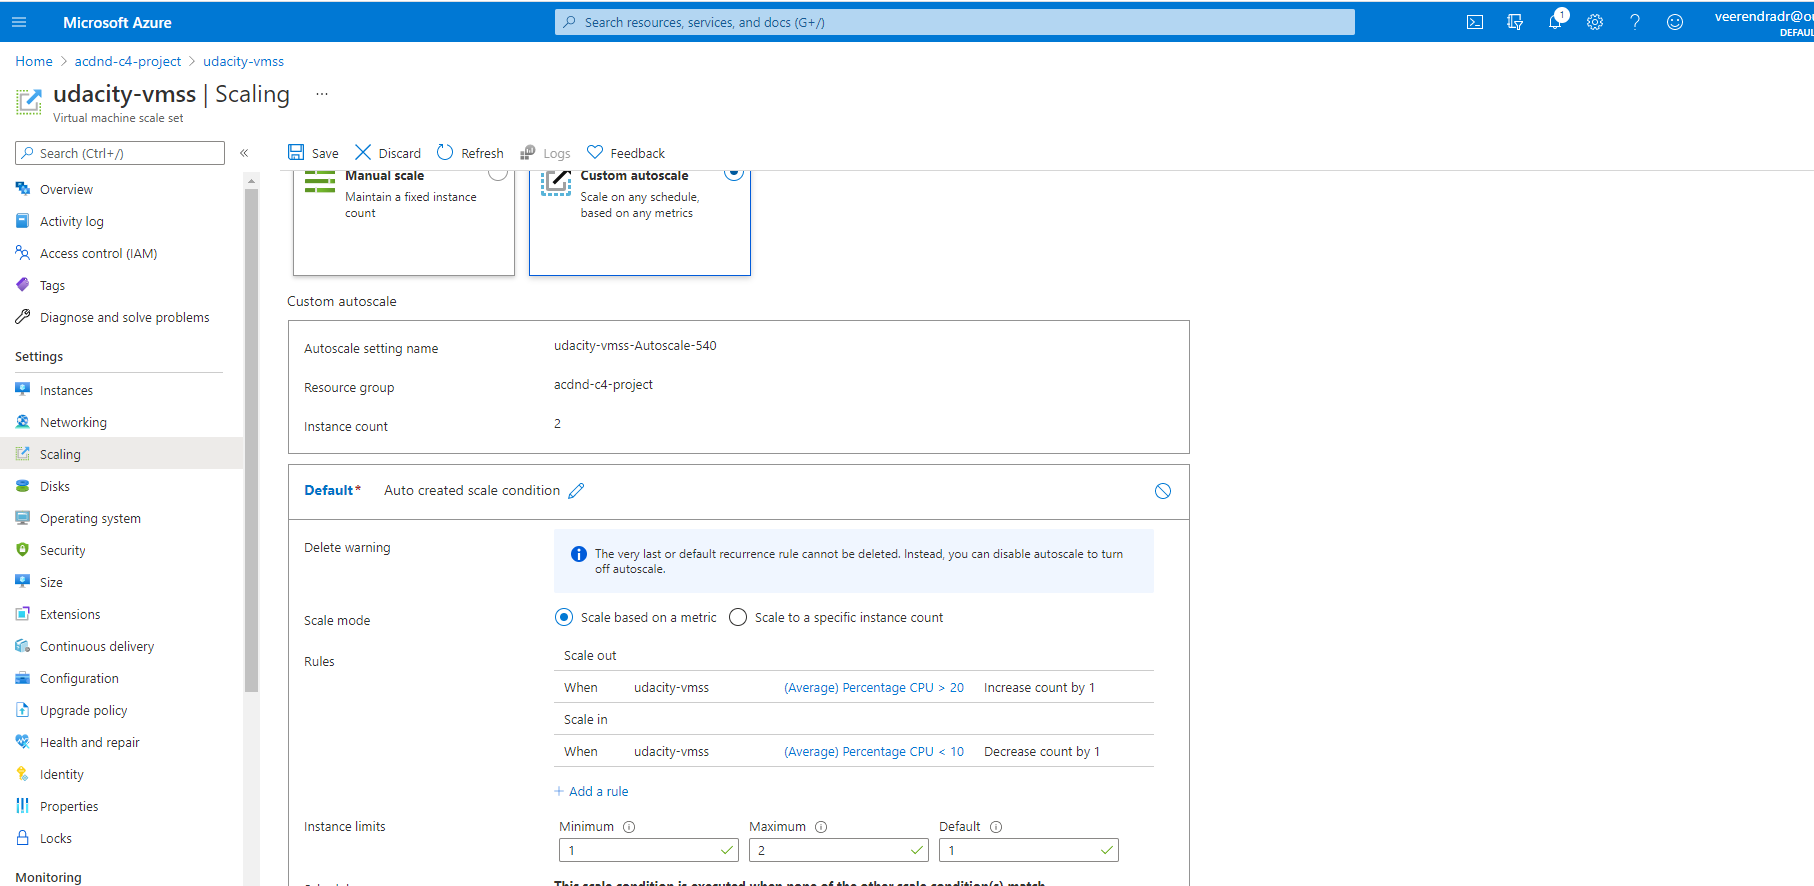 Microsoft Azure
Search resources, services, and docs (G+/)
1
veerendradr@ou
DEFAUL
Home > acdnd-c4-project > udacity-vmss
udacity-vmss | Scaling ...
Virtual machine scale set
Search (Ctrl+/) «
Save Discard Refresh Logs Feedback
Overview
Activity log
Access control (IAM)
Tags
Diagnose and solve problems
Settings
Instances
Networking
Scaling
Disks
Operating system
Security
Size
Extensions
Continuous delivery
Configuration
Upgrade policy
Health and repair
Identity
Properties
Locks
Monitoring
Manual scale
Maintain a fixed instance
count
Custom autoscale
Scale on any schedule,
based on any metrics
Custom autoscale
Autoscale setting name udacity-vmss-Autoscale-540
Resource group acdnd-c4-project
Instance count 2
Default* Auto created scale condition
Delete warning
The very last or default recurrence rule cannot be deleted. Instead, you can disable autoscale to turn
off autoscale.
Scale mode Scale based on a metric Scale to a specific instance count
Rules
Scale out
When udacity-vmss (Average) Percentage CPU > 20 Increase count by 1
Scale in
When udacity-vmss (Average) Percentage CPU < 10 Decrease count by 1
+ Add a rule
Instance limits Minimum Maximum Default
1 2 1
This scale condition is executed when none of the other scale condition(s) match